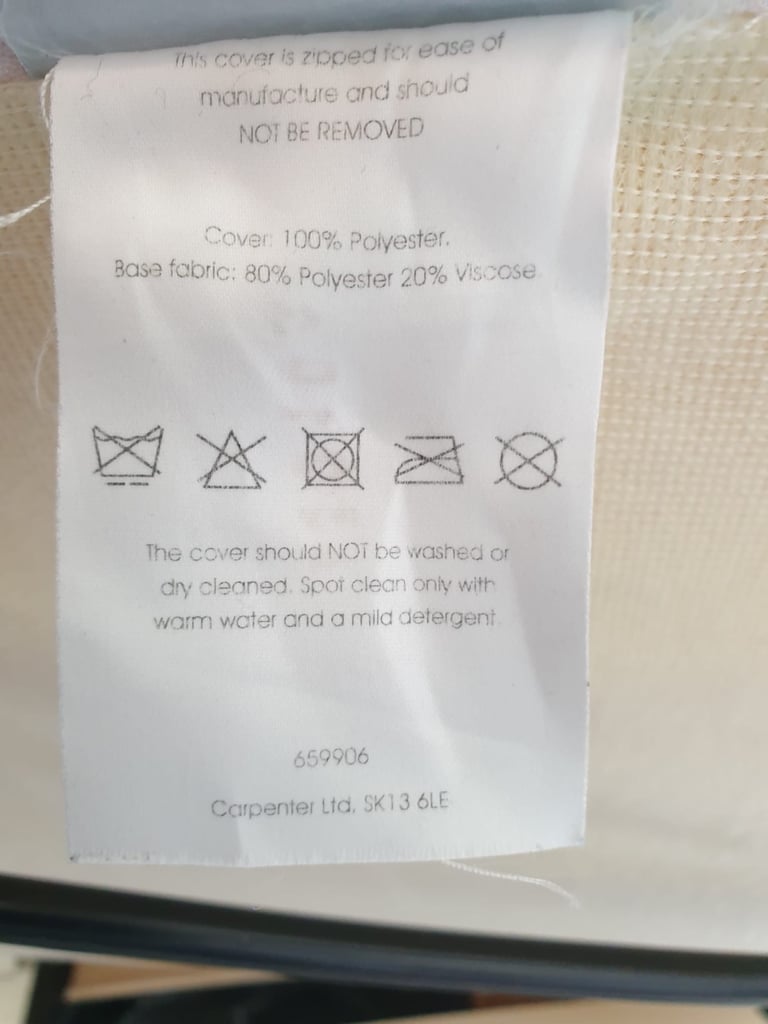 This cover is zipped for ease of
manufacture and should
NOT BE REMOVED
Cover: 100% Polyester.
Base fabric: 80% Polyester 20% Viscose
The cover should NOT be washed or
dry cleaned. Spot clean only with
warm water and a mild detergent.
659906
Carpenter Ltd, SK13 6LE